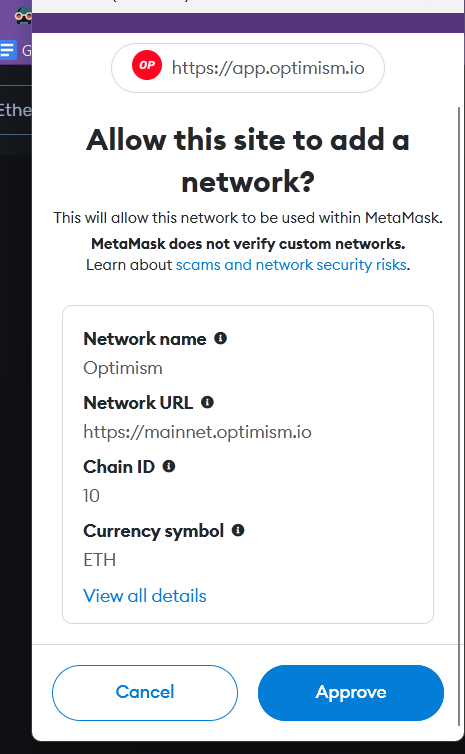 G
Ethe
OP https://app.optimism.io
Allow this site to add a
network?
This will allow this network to be used within MetaMask.
MetaMask does not verify custom networks.
Learn about scams and network security risks.
Network name
Optimism
Network URL
https://mainnet.optimism.io
Chain ID
10
Currency symbol
ETH
View all details
Cancel Approve